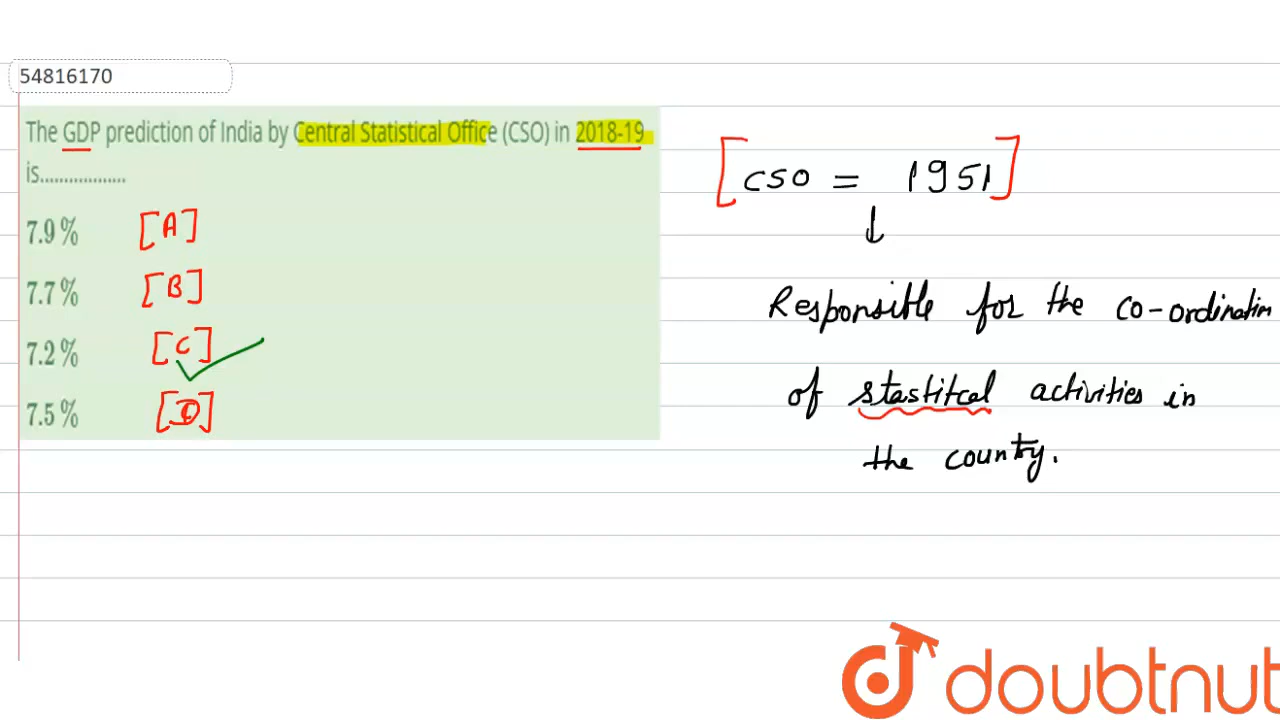 54816170
The GDP prediction of India by Central Statistical Office (CSO) in 2018-19
is..................
7.9% [A]
7.7% [B]
7.2% [C]
7.5% [D]
[CSO = 1951]
Responsible for the co-ordination
of stastitcal activities in
the country.
doubtnut